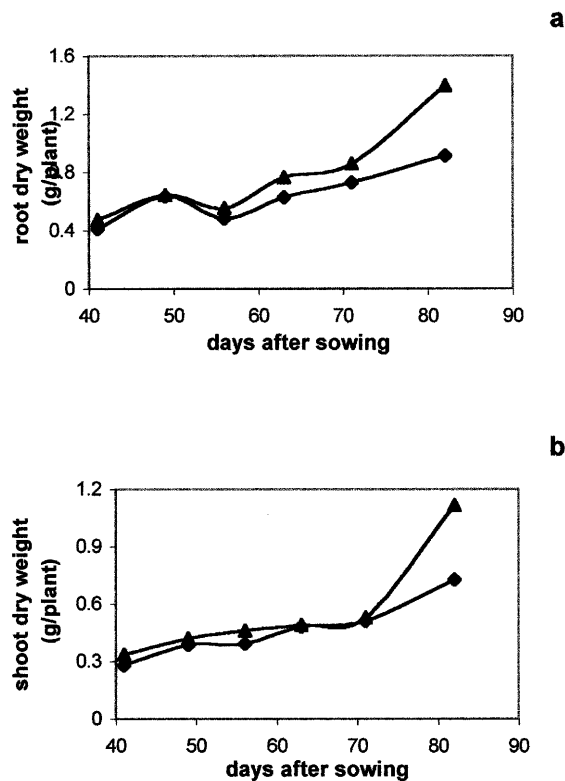 a
1.6
1.2
0.8
0.4
0
root dry weight
(g/plant)
40 50 60 70 80 90
days after sowing
b
1.2
0.9
0.6
0.3
0
shoot dry weight
(g/plant)
40 50 60 70 80 90
days after sowing